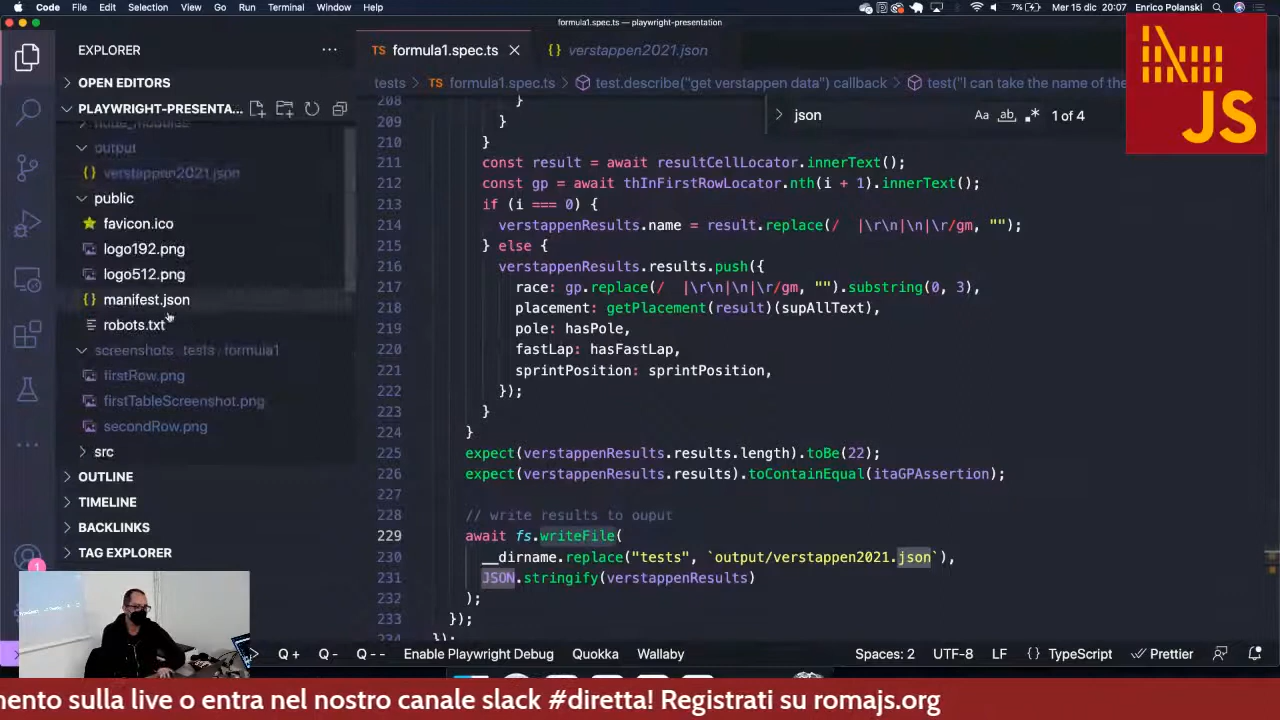 Code File Edit Selection View Go Run Terminal Window Help
7% Mer 15 dic 20:07 Enrico Polanski
formula1.spec.ts — playwright-presentation
EXPLORER
OPEN EDITORS
PLAYWRIGHT-PRESENTA...
node_modules
output
verstappen2021.json
public
favicon.ico
logo192.png
logo512.png
manifest.json
robots.txt
screenshots tests formula1
firstRow.png
firstTableScreenshot.png
secondRow.png
src
OUTLINE
TIMELINE
BACKLINKS
TAG EXPLORER
1
TS formula1.spec.ts
{} verstappen2021.json
tests > TS formula1.spec.ts > test.describe("get verstappen data") callback > test("I can take the name of the
json Aa ab .* 1 of 4
JS
208 }
209 }
210 }
211 const result = await resultCellLocator.innerText();
212 const gp = await thInFirstRowLocator.nth(i + 1).innerText();
213 if (i === 0) {
214 verstappenResults.name = result.replace(/  |\r\n|\n|\r/gm, "");
215 } else {
216 verstappenResults.results.push({
217 race: gp.replace(/  |\r\n|\n|\r/gm, "").substring(0, 3),
218 placement: getPlacement(result)(supAllText),
219 pole: hasPole,
220 fastLap: hasFastLap,
221 sprintPosition: sprintPosition,
222 });
223 }
224 }
225 expect(verstappenResults.results.length).toBe(22);
226 expect(verstappenResults.results).toContainEqual(itaGPAssertion);
227
228 // write results to ouput
229 await fs.writeFile(
230 __dirname.replace("tests", `output/verstappen2021.json`),
231 JSON.stringify(verstappenResults)
232 );
233 });
234 });
Q + Q - Q -- Enable Playwright Debug Quokka Wallaby Spaces: 2 UTF-8 LF {} TypeScript Prettier
mento sulla live o entra nel nostro canale slack #diretta! Registrati su romajs.org